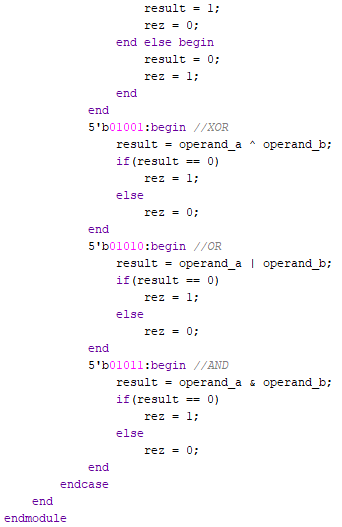 result = 1;
rez = 0;
end else begin
result = 0;
rez = 1;
end
end
5'b01001:begin //XOR
result = operand_a ^ operand_b;
if(result == 0)
rez = 1;
else
rez = 0;
end
5'b01010:begin //OR
result = operand_a | operand_b;
if(result == 0)
rez = 1;
else
rez = 0;
end
5'b01011:begin //AND
result = operand_a & operand_b;
if(result == 0)
rez = 1;
else
rez = 0;
end
endcase
end
endmodule